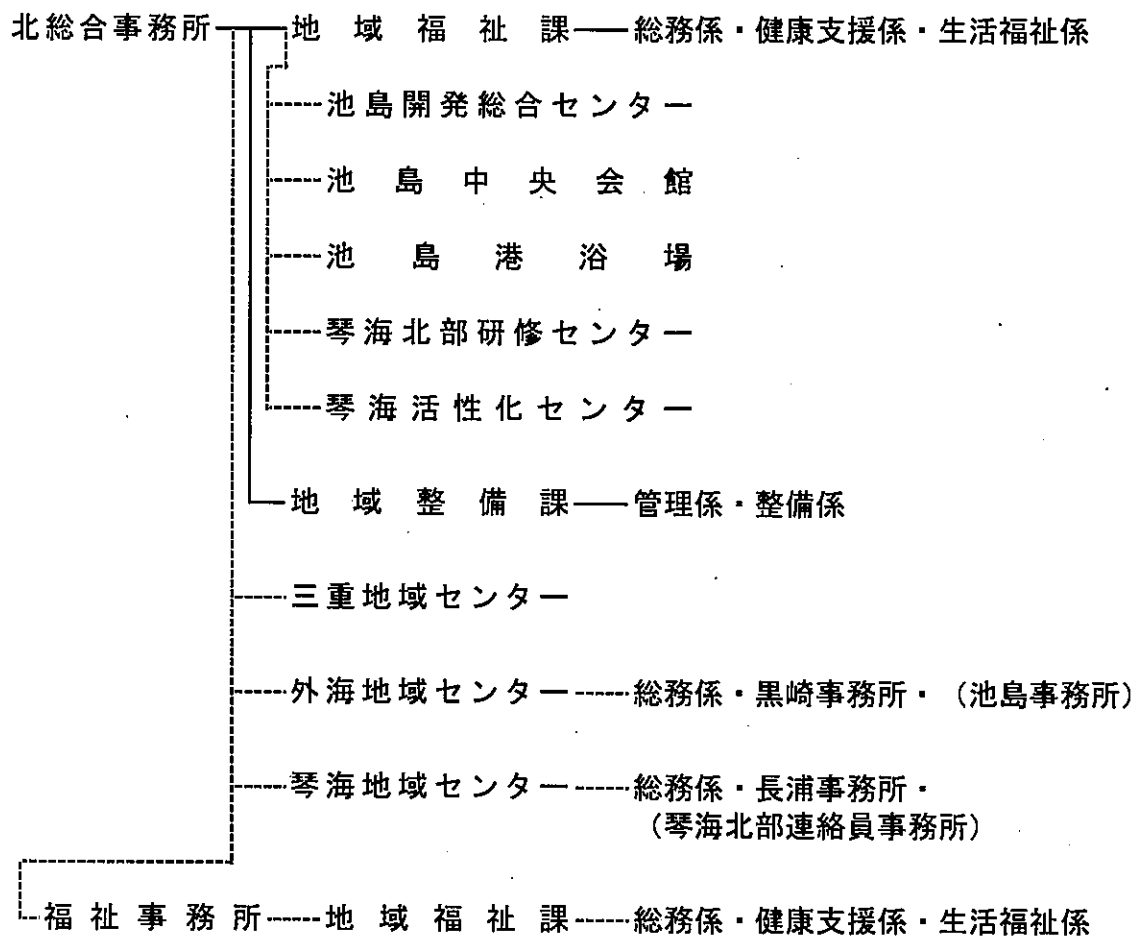 北総合事務所 地域福祉課 総務係・健康支援係・生活福祉係
池島開発総合センター
池島中央会館
池島港浴場
琴海北部研修センター
琴海活性化センター
地域整備課 管理係・整備係
三重地域センター
外海地域センター 総務係・黒崎事務所・(池島事務所)
琴海地域センター 総務係・長浦事務所・
(琴海北部連絡員事務所)
福祉事務所 地域福祉課 総務係・健康支援係・生活福祉係